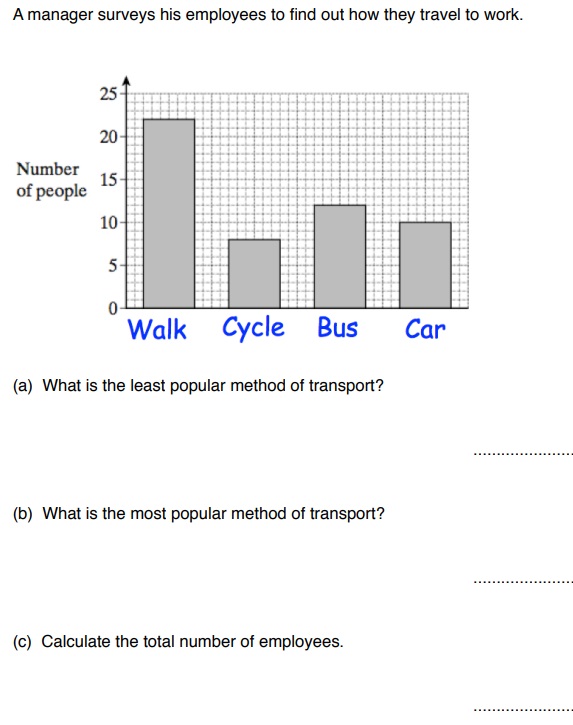 A manager surveys his employees to find out how they travel to work.
25
20
Number
of people
15
10
5
0
Walk Cycle Bus Car
(a) What is the least popular method of transport?
......................
(b) What is the most popular method of transport?
......................
(c) Calculate the total number of employees.
......................